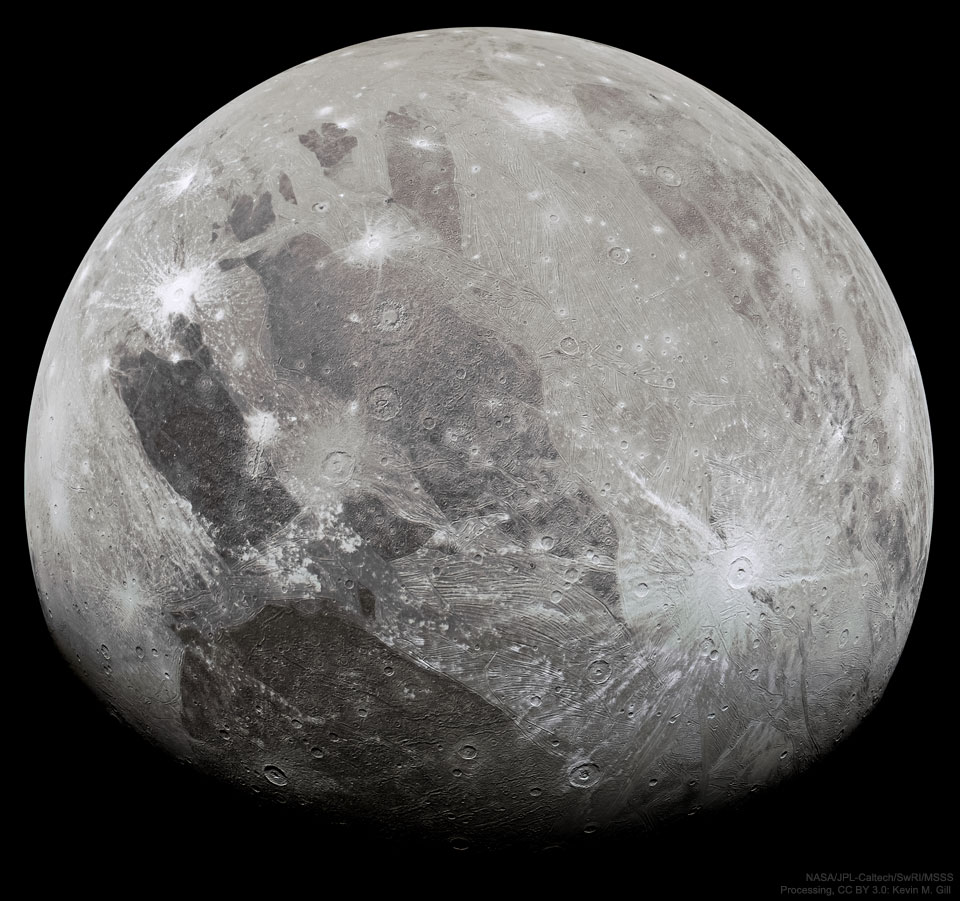 NASA/JPL-Caltech/SwRI/MSSS
Processing, CC BY 3.0: Kevin M. Gill